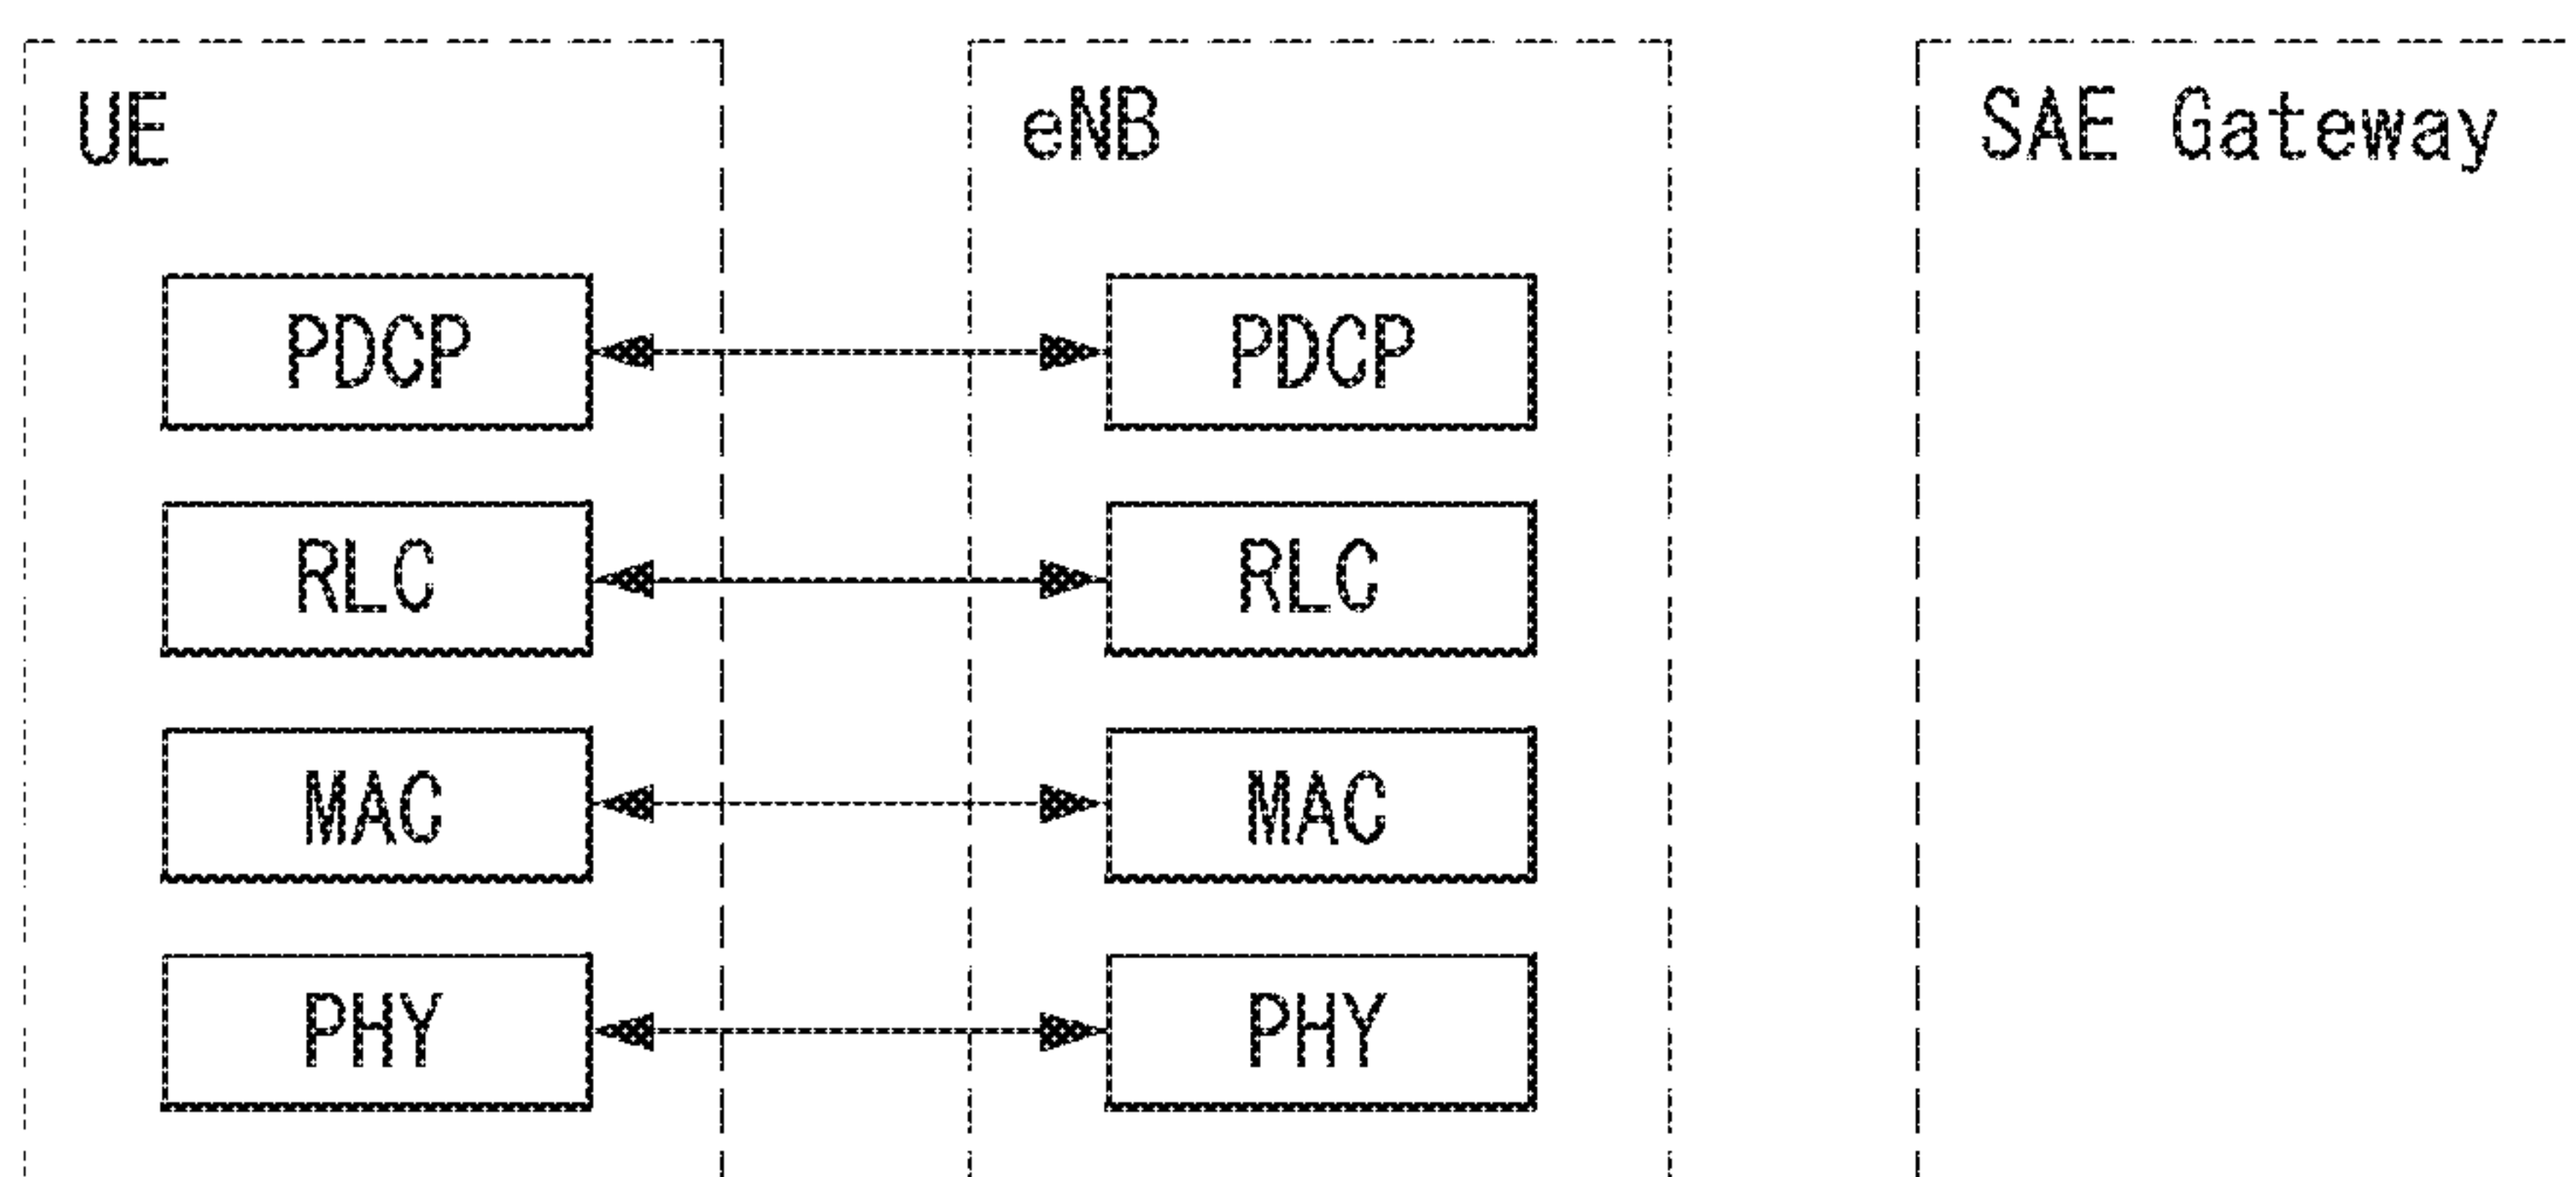 UE
eNB
SAE Gateway
PDCP
PDCP
RLC
RLC
MAC
MAC
PHY
PHY